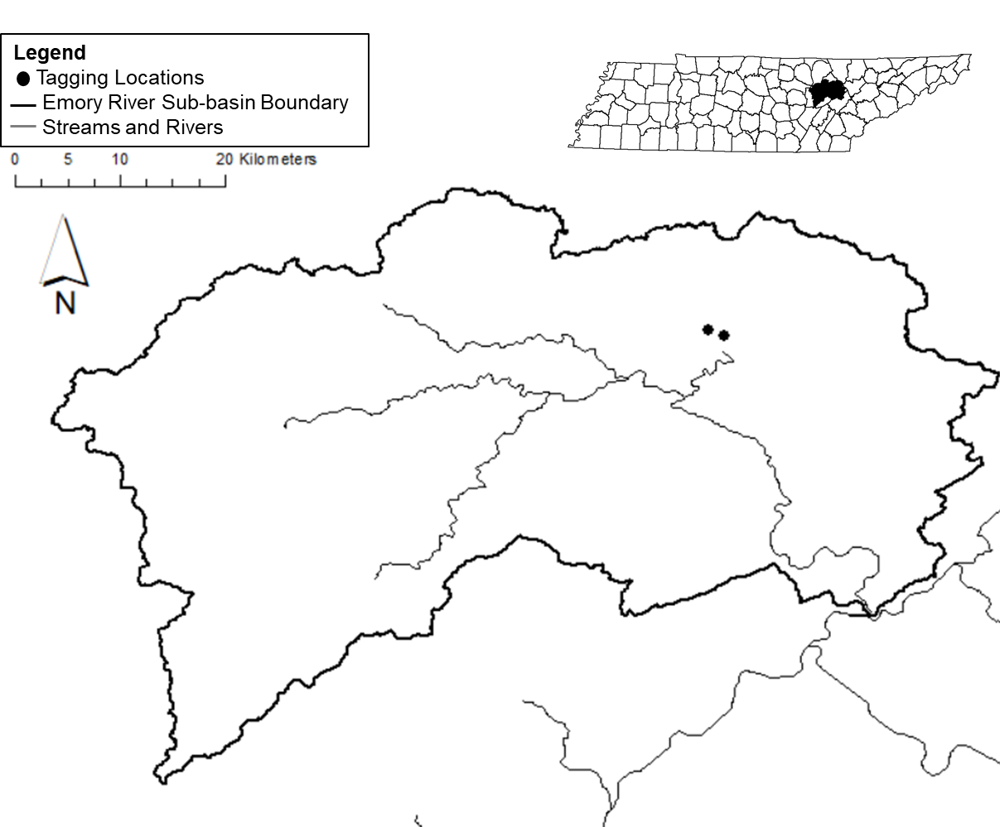 Legend
Tagging Locations
Emory River Sub-basin Boundary
Streams and Rivers
0 5 10 20 Kilometers
N